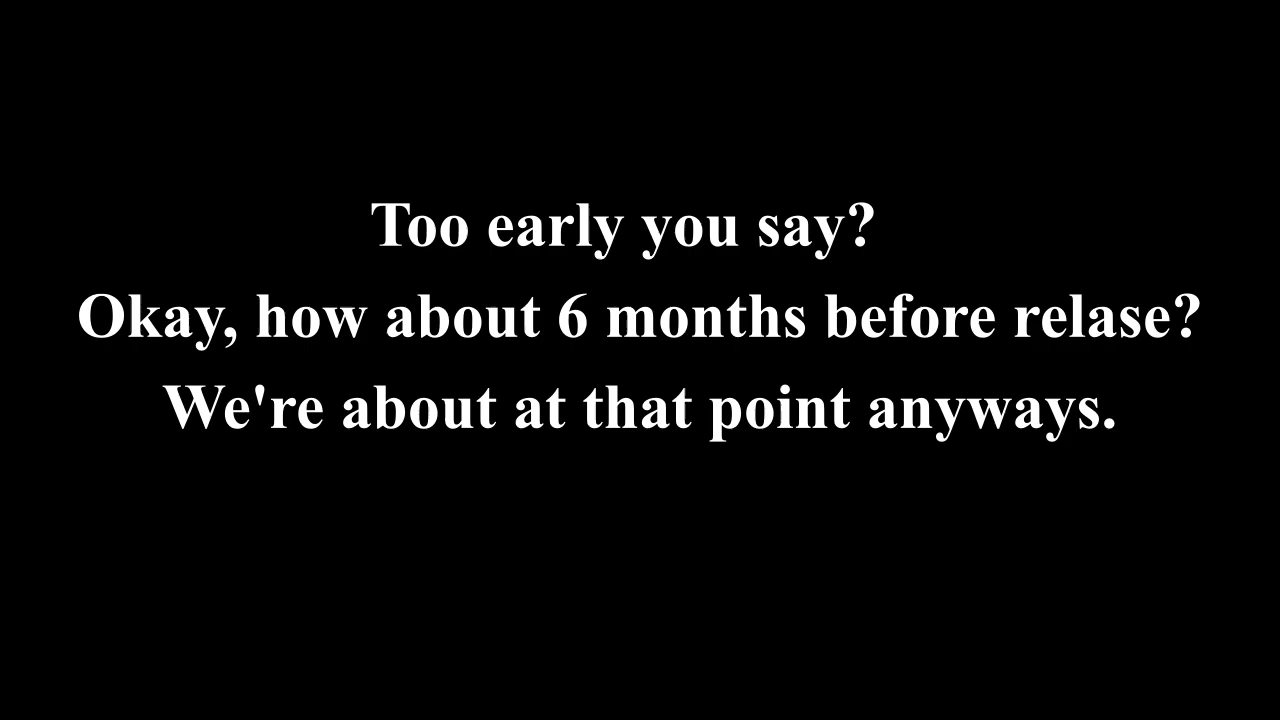 Too early you say?
Okay, how about 6 months before relase?
We're about at that point anyways.